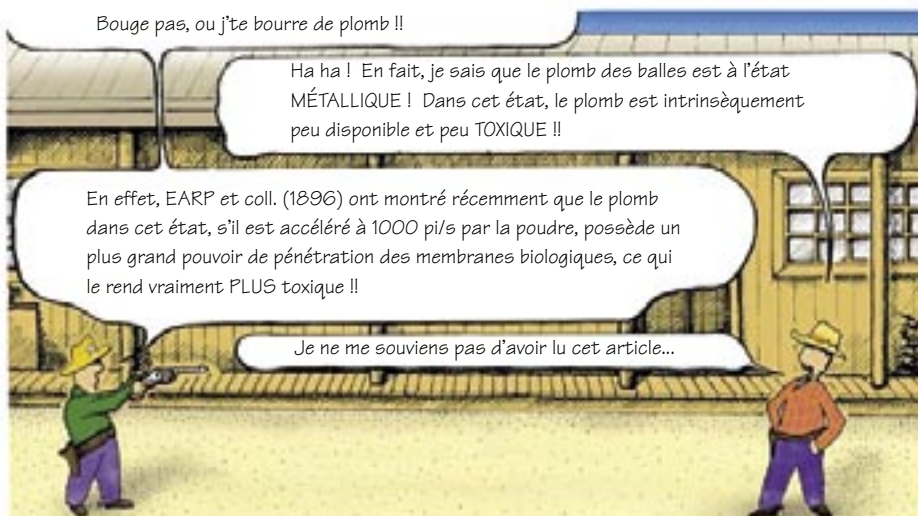 Bouge pas, ou j'te bourre de plomb !!
Ha ha ! En fait, je sais que le plomb des balles est à l'état
MÉTALLIQUE ! Dans cet état, le plomb est intrinsèquement
peu disponible et peu TOXIQUE !!
En effet, EARP et coll. (1896) ont montré récemment que le plomb
dans cet état, s'il est accéléré à 1000 pi/s par la poudre, possède un
plus grand pouvoir de pénétration des membranes biologiques, ce qui
le rend vraiment PLUS toxique !!
Je ne me souviens pas d'avoir lu cet article...